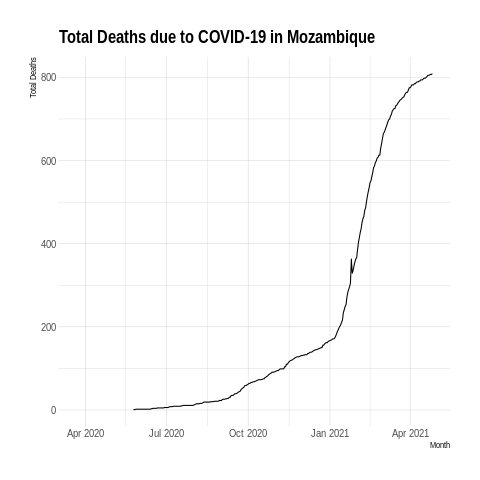 Total Deaths due to COVID-19 in Mozambique
Total Deaths
800
600
400
200
0
Apr 2020
Jul 2020
Oct 2020
Jan 2021
Apr 2021
Month